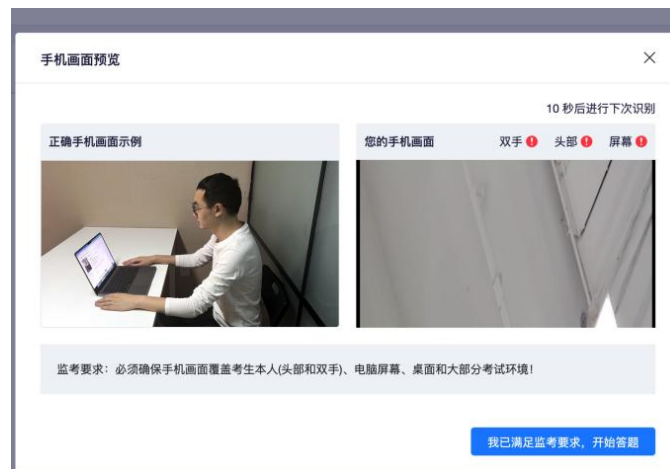 手机画面预览
10 秒后进行下次识别
正确手机画面示例
您的手机画面 双手 头部 屏幕
监考要求：必须确保手机画面覆盖考生本人(头部和双手)、电脑屏幕、桌面和大部分考试环境！
我已满足监考要求，开始答题